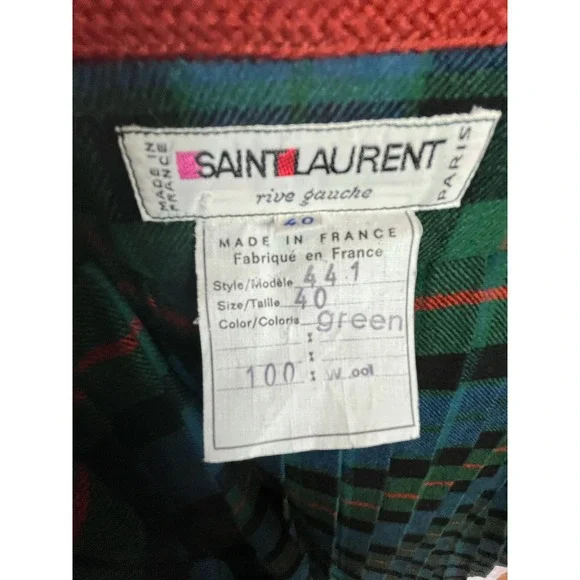 MADE IN
FRANCE
SAINT LAURENT
rive gauche
PARIS
40
MADE IN FRANCE
Fabriqué en France
Style/Modèle 441
Size/Taille 40
Color/Coloris green
:
:
100 : wool